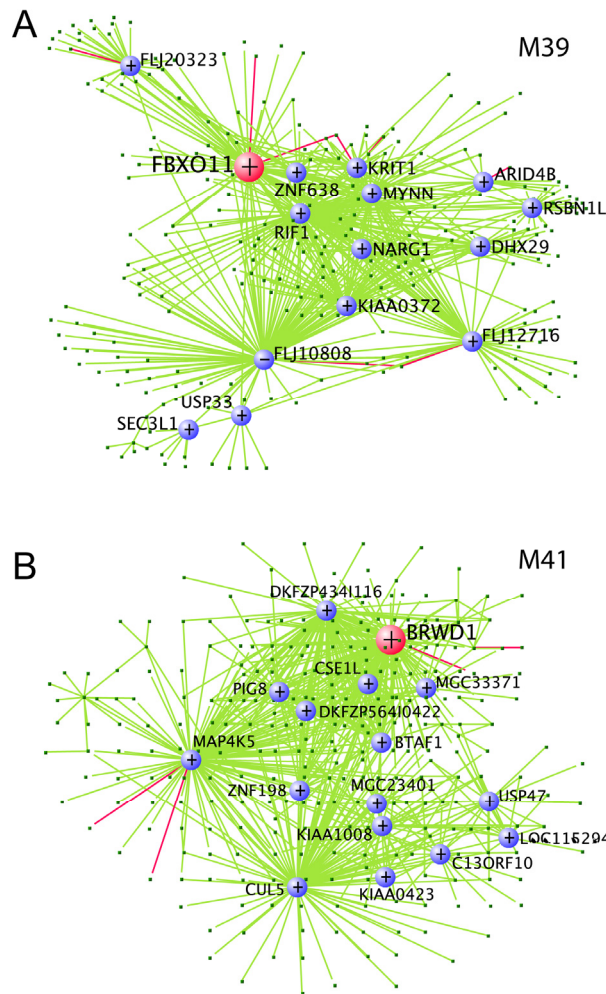 A
M39
FLJ20323
FBXO11
ZNF638
KRIT1
MYNN
ARID4B
RSBN1L
RIF1
NARG1
DHX29
KIAA0372
FLJ12716
FLJ10808
USP33
SEC3L1
B
M41
DKFZP434I116
BRWD1
CSE1L
MGC33371
PIG8
DKFZP564I0422
BTAF1
MAP4K5
ZNF198
MGC23401
USP47
KIAA1008
LOC115294
C13ORF10
CUL5
KIAA0423